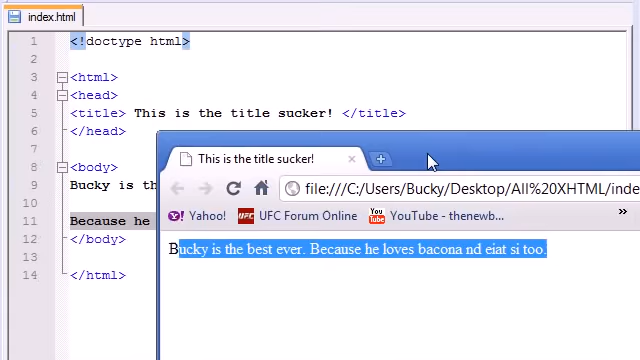 index.html
1 <!doctype html>
2
3 <html>
4 <head>
5 <title> This is the title sucker! </title>
6 </head>
7
8 <body>
9 Bucky is th
10
11 Because he
12 </body>
13
14 </html>
This is the title sucker!
file:///C:/Users/Bucky/Desktop/All%20XHTML/inde
Yahoo! UFC UFC Forum Online You Tube YouTube - thenewb... »
Bucky is the best ever. Because he loves bacona nd eiat si too.